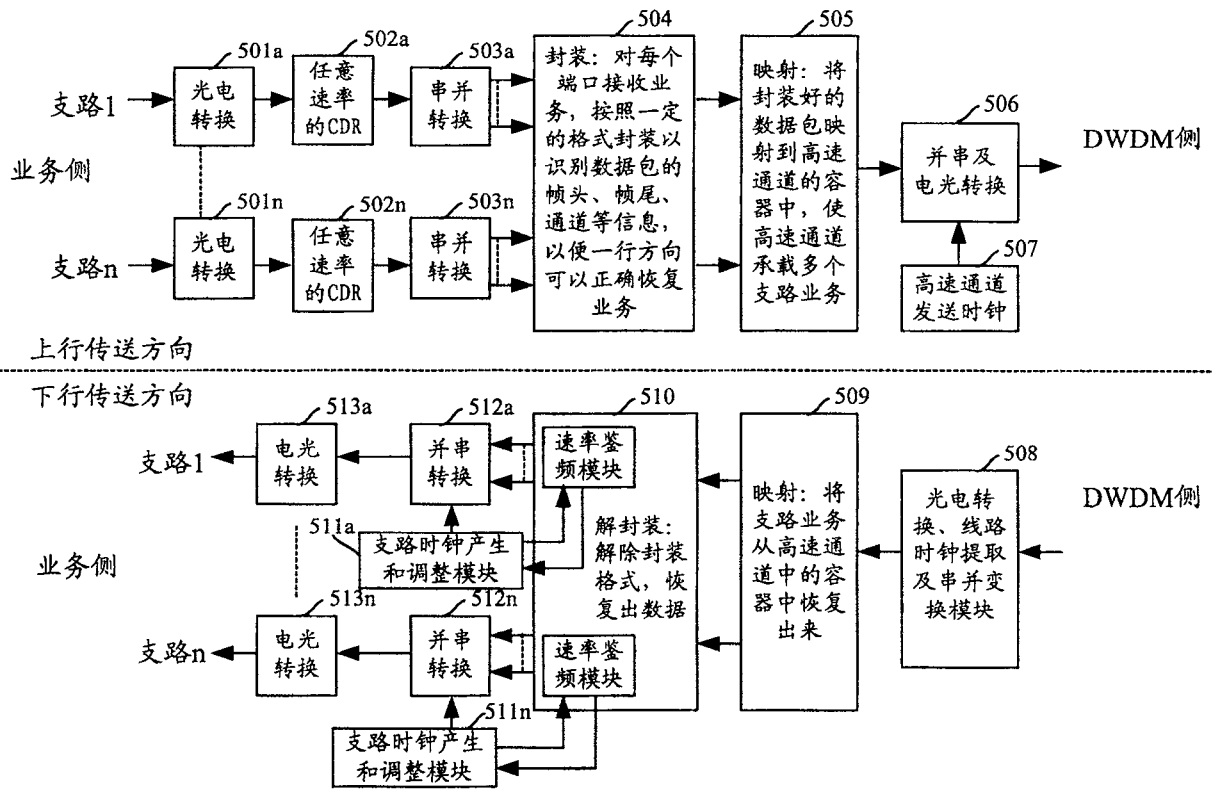 504
505
501a
502a
503a
支路1
光电
转换
任意
速率
的CDR
串并
转换
封装：对每个
端口接收业
务，按照一定
的格式封装以
识别数据包的
帧头、帧尾、
通道等信息，
以便一行方向
可以正确恢复
业务
映射：将
封装好的
数据包映
射到高速
通道的容
器中，使
高速通道
承载多个
支路业务
506
并串及
电光转换
DWDM侧
业务侧
501n
502n
503n
支路n
光电
转换
任意
速率
的CDR
串并
转换
507
高速通道
发送时钟
上行传送方向
下行传送方向
513a
512a
510
509
508
支路1
电光
转换
并串
转换
速率鉴
频模块
511a
支路时钟产生
和调整模块
解封装：
解除封装
格式，恢
复出数据
映射：将
支路业务
从高速通
道中的容
器中恢复
出来
光电转
换、线路
时钟提取
及串并变
换模块
DWDM侧
业务侧
513n
512n
支路n
电光
转换
并串
转换
速率鉴
频模块
511n
支路时钟产生
和调整模块